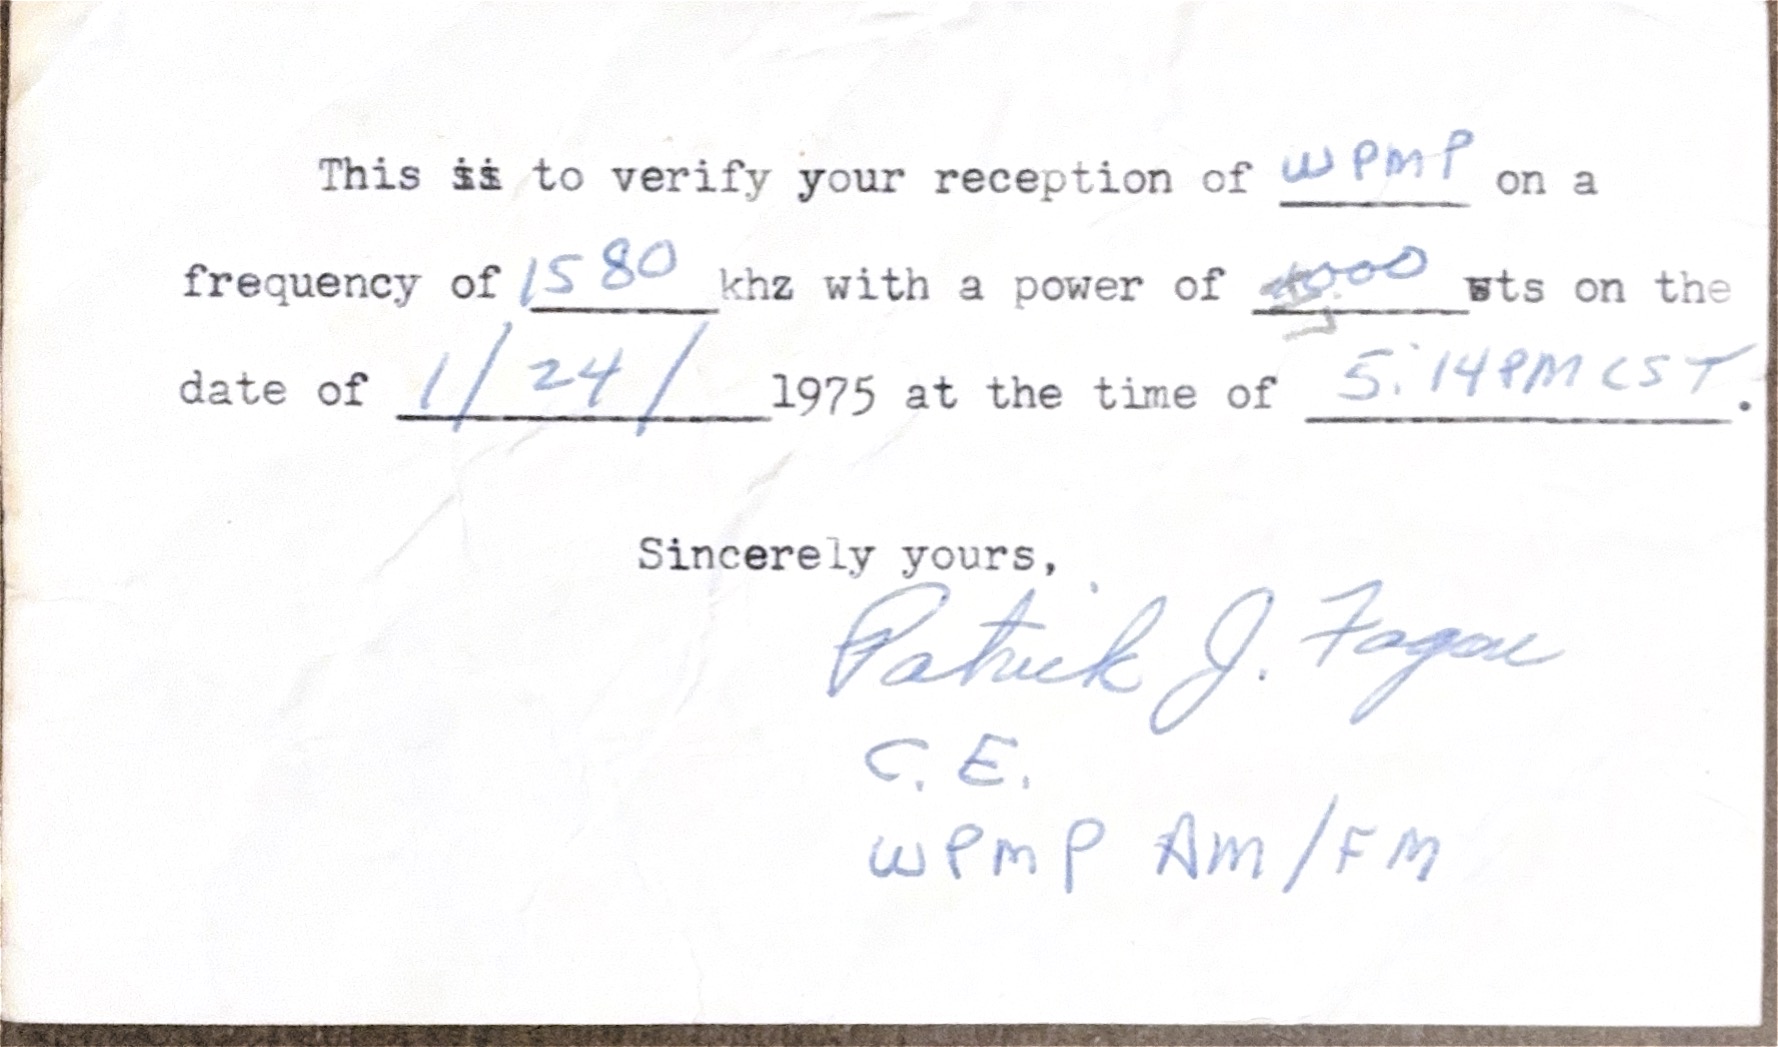 This is to verify your reception of WPMP on a
frequency of 1580 khz with a power of wts on the
date of 1/24/ 1975 at the time of 5:14PM CST.
Sincerely yours,
Patrick J. Fagan
C.E.
WPMP AM/FM